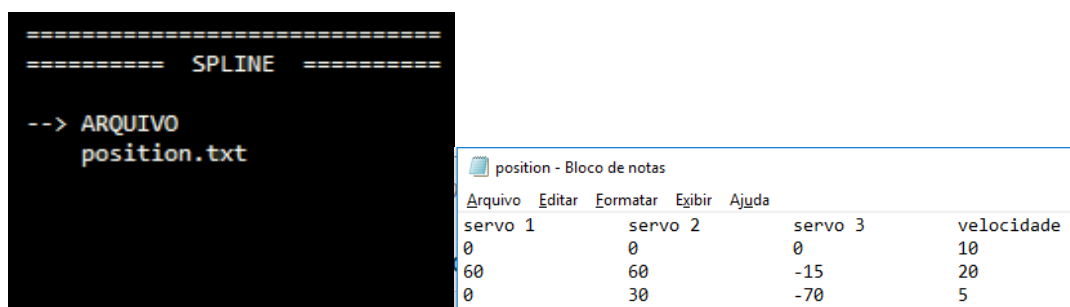 ==============================
==========  SPLINE  ==========
--> ARQUIVO
position.txt
position - Bloco de notas
Arquivo Editar Formatar Exibir Ajuda
servo 1 servo 2 servo 3 velocidade
0 0 0 10
60 60 -15 20
0 30 -70 5